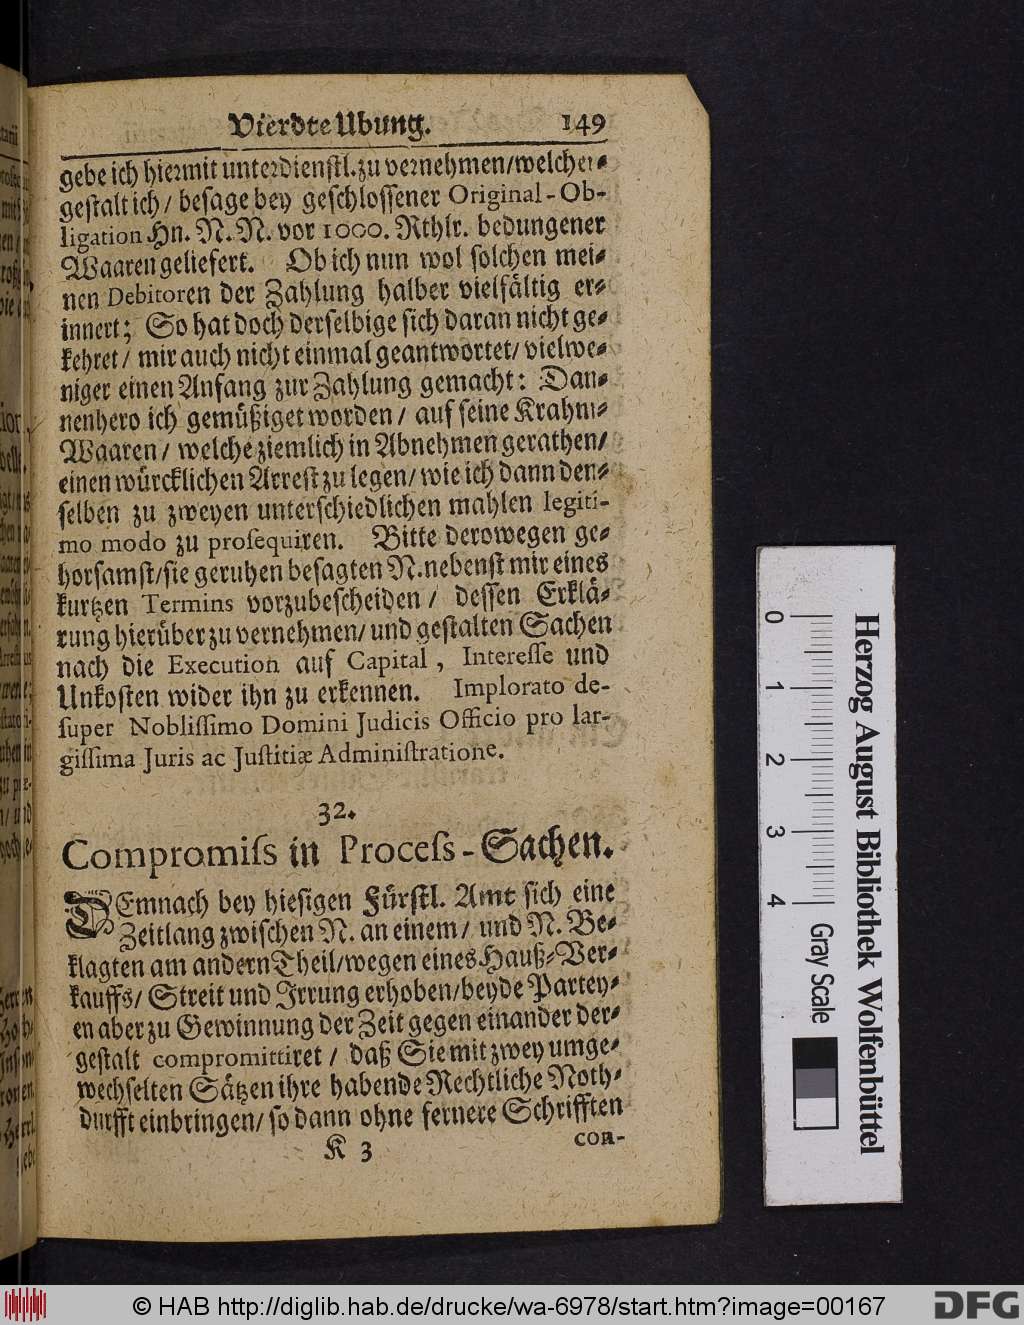 Vierdte Ubung. 149
gebe ich hiermit unterdienstl. zu vernehmen/welcher⸗
gestalt ich/ besage bey geschlossener Original-Ob-
ligation Hn. N. N. vor 1000. Rthlr. bedungener
Waaren geliefert. Ob ich nun wol solchen mei⸗
nen Debitoren der Zahlung halber vielfältig er⸗
innert; So hat doch derselbige sich daran nicht ge⸗
kehret/ mir auch nicht einmal geantwortet/ vielwe⸗
niger einen Anfang zur Zahlung gemacht: Dan⸗
nenhero ich gemüßiget worden/ auf seine Krahm⸗
Waaren/ welche ziemlich in Abnehmen gerathen/
einen würcklichen Arrest zu legen/ wie ich dann den⸗
selben zu zweyen unterschiedlichen mahlen legiti-
mo modo zu prosequiren. Bitte derowegen ge⸗
horsamst/sie geruhen besagten N. nebenst mir eines
kurtzen Termins vorzubescheiden/ dessen Erklä⸗
rung hierüber zu vernehmen/ und gestalten Sachen
nach die Execution auf Capital, Interesse und
Unkosten wider ihn zu erkennen. Implorato de-
super Noblissimo Domini Judicis Officio pro lar-
gissima Juris ac Justitiæ Administratione.
32.
Compromiss in Process-Sachen.
DEmnach bey hiesigen Fürstl. Amt sich eine
Zeitlang zwischen N. an einem/ und N. Be⸗
klagten am andern Theil/wegen eines Hauß⸗Ver⸗
kauffs/ Streit und Irrung erhoben/beyde Partey⸗
en aber zu Gewinnung der Zeit gegen einander der⸗
gestalt compromittiret/ daß Sie mit zwey umge⸗
wechselten Sätzen ihre habende Rechtliche Noth⸗
durfft einbringen/ so dann ohne fernere Schrifften
K 3 con-
0 1 2 3 4 Gray Scale
Herzog August Bibliothek Wolfenbüttel
© HAB http://diglib.hab.de/drucke/wa-6978/start.htm?image=00167 DFG